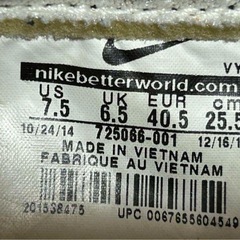 VY
nikebetterworld.com
US UK EUR cm
7.5 6.5 40.5 25.5
10/24/14 725066-001 12/16/1
MADE IN VIETNAM
FABRIQUE AU VIETNAM
201538475 UPC 0067655604549